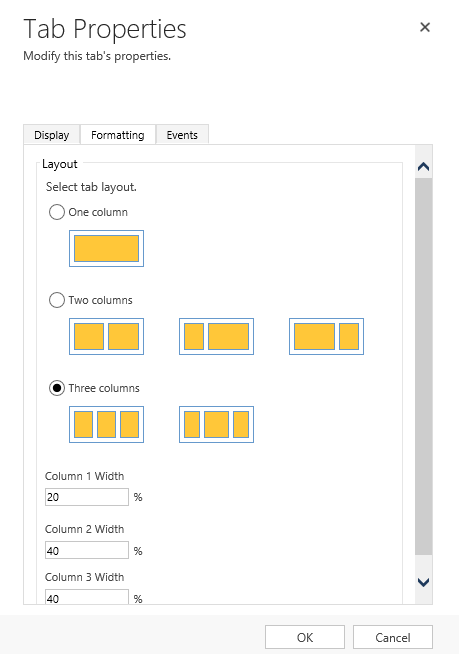 Tab Properties
Modify this tab's properties.
Display Formatting Events
Layout
Select tab layout.
One column
Two columns
Three columns
Column 1 Width
20 %
Column 2 Width
40 %
Column 3 Width
40 %
OK Cancel